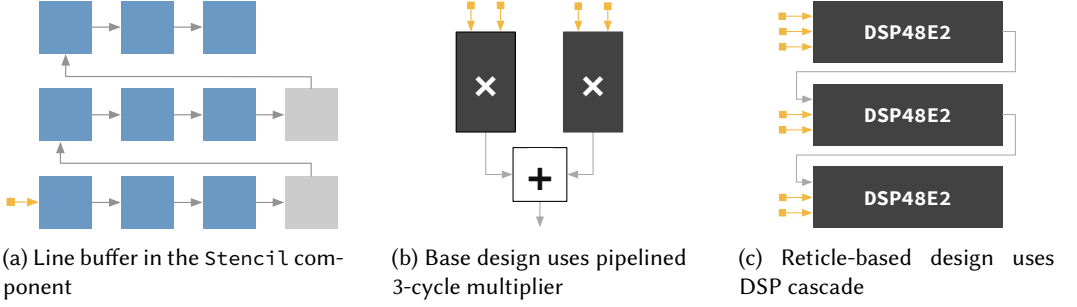 DSP48E2
DSP48E2
DSP48E2
×
×
+
(a) Line buffer in the Stencil com-
ponent
(b) Base design uses pipelined
3-cycle multiplier
(c) Reticle-based design uses
DSP cascade